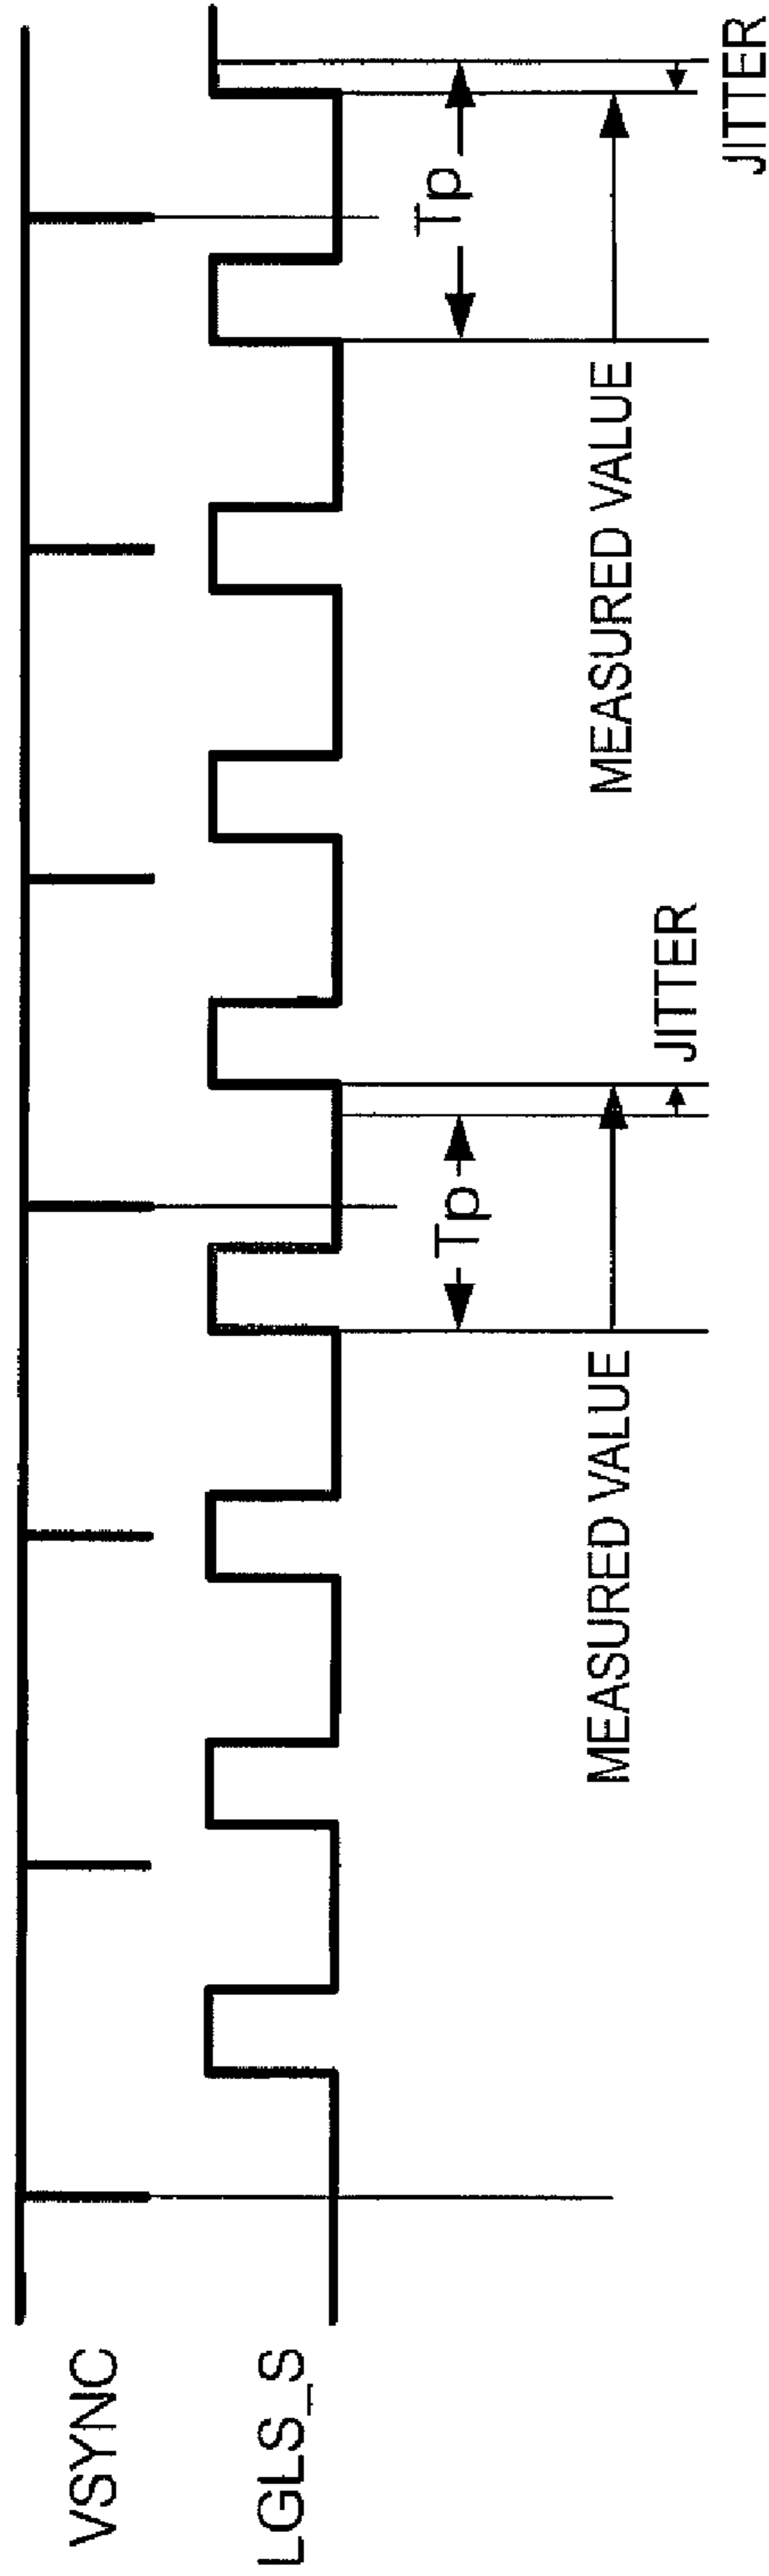 VSYNC
LGLS_S
Tp
Tp
MEASURED VALUE
MEASURED VALUE
JITTER
JITTER